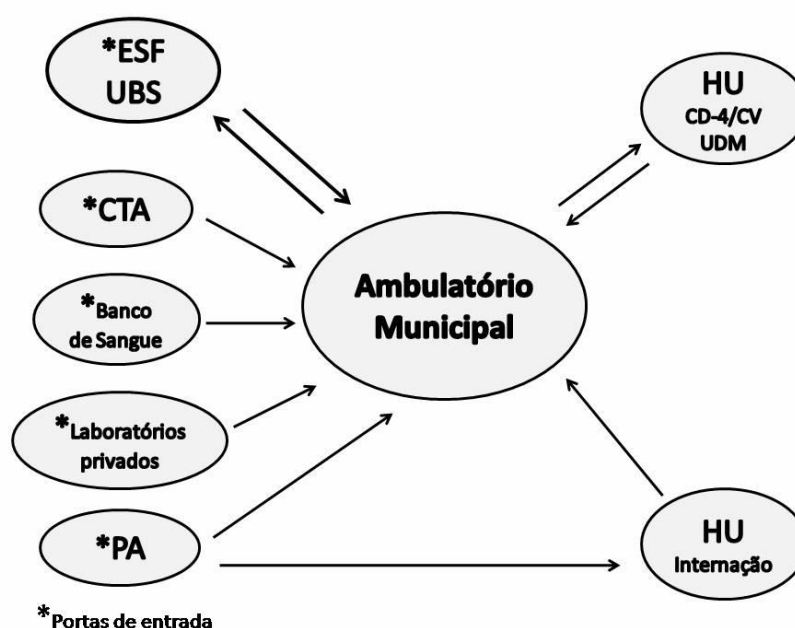 *ESF
UBS
HU
CD-4/CV
UDM
*CTA
Ambulatório
Municipal
*Banco
de Sangue
*Laboratórios
privados
*PA
HU
Internação
*Portas de entrada